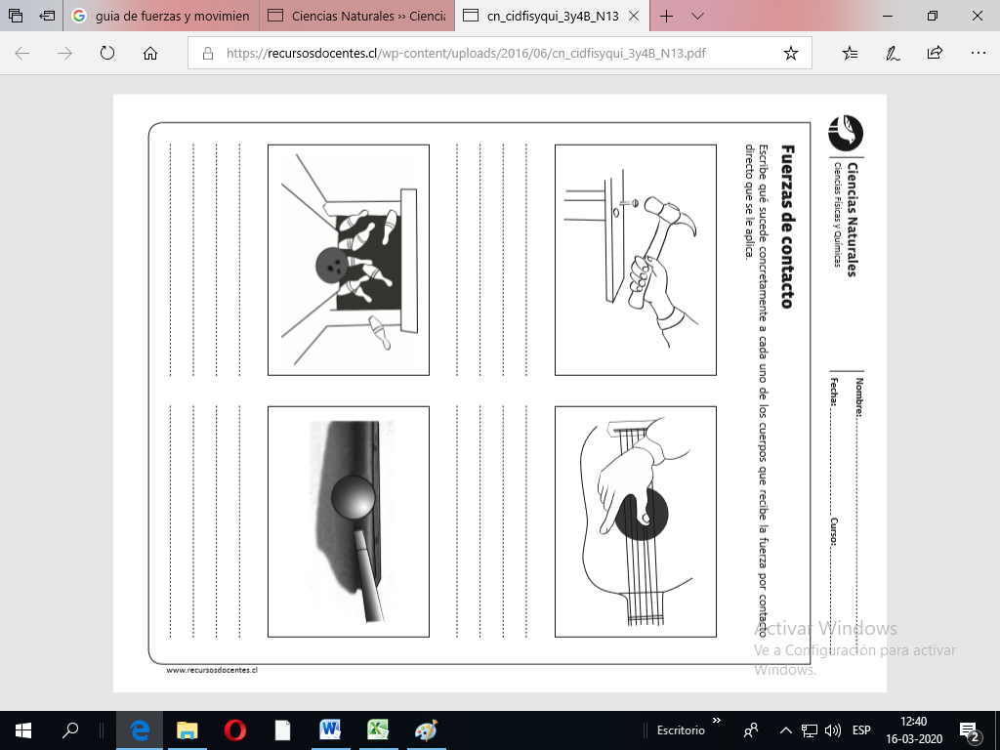 guia de fuerzas y movimien
Ciencias Naturales ›› Ciencia
cn_cidfisyqui_3y4B_N13
https://recursosdocentes.cl/wp-content/uploads/2016/06/cn_cidfisyqui_3y4B_N13.pdf
Ciencias Naturales
Ciencias Físicas y Químicas
Nombre:
Fecha: Curso:
Fuerzas de contacto
Escribe qué sucede concretamente a cada uno de los cuerpos que recibe la fuerza por contacto
directo que se le aplica.
www.recursosdocentes.cl
Activar Windows
Ve a Configuración para activar
Windows.
Escritorio
ESP
12:40
16-03-2020
2